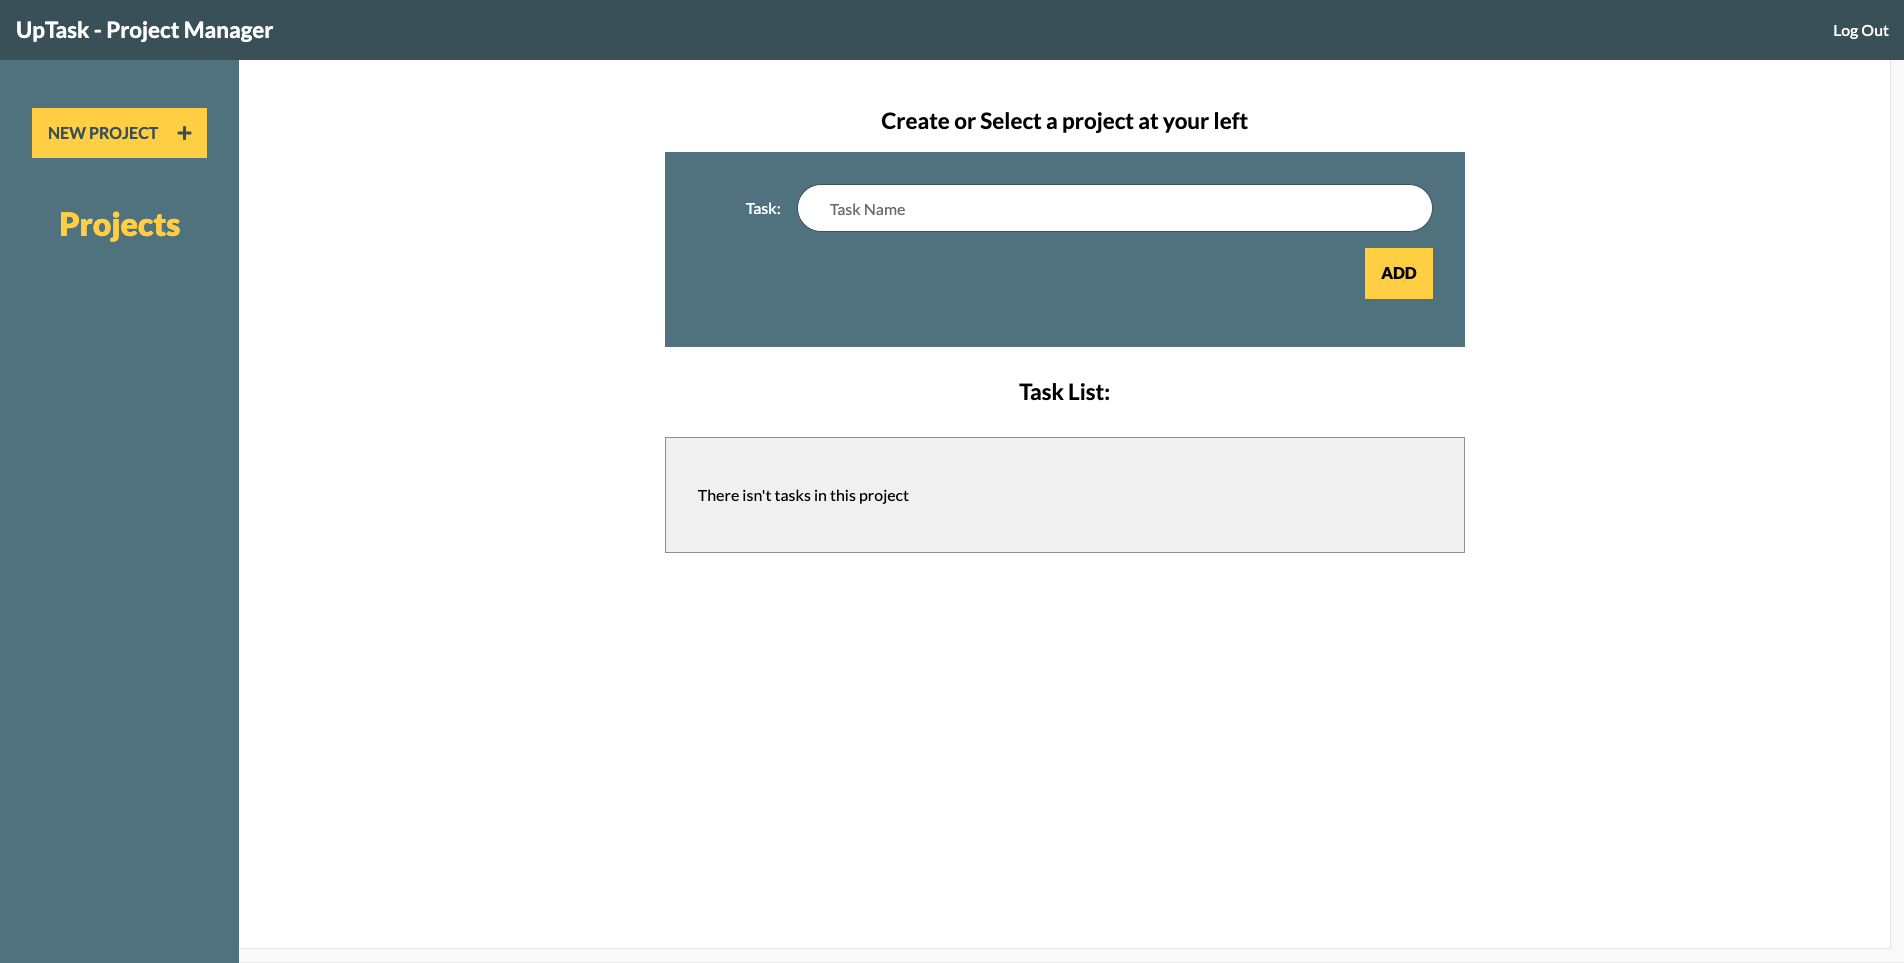 UpTask - Project Manager
Log Out
NEW PROJECT +
Projects
Create or Select a project at your left
Task:
Task Name
ADD
Task List:
There isn't tasks in this project